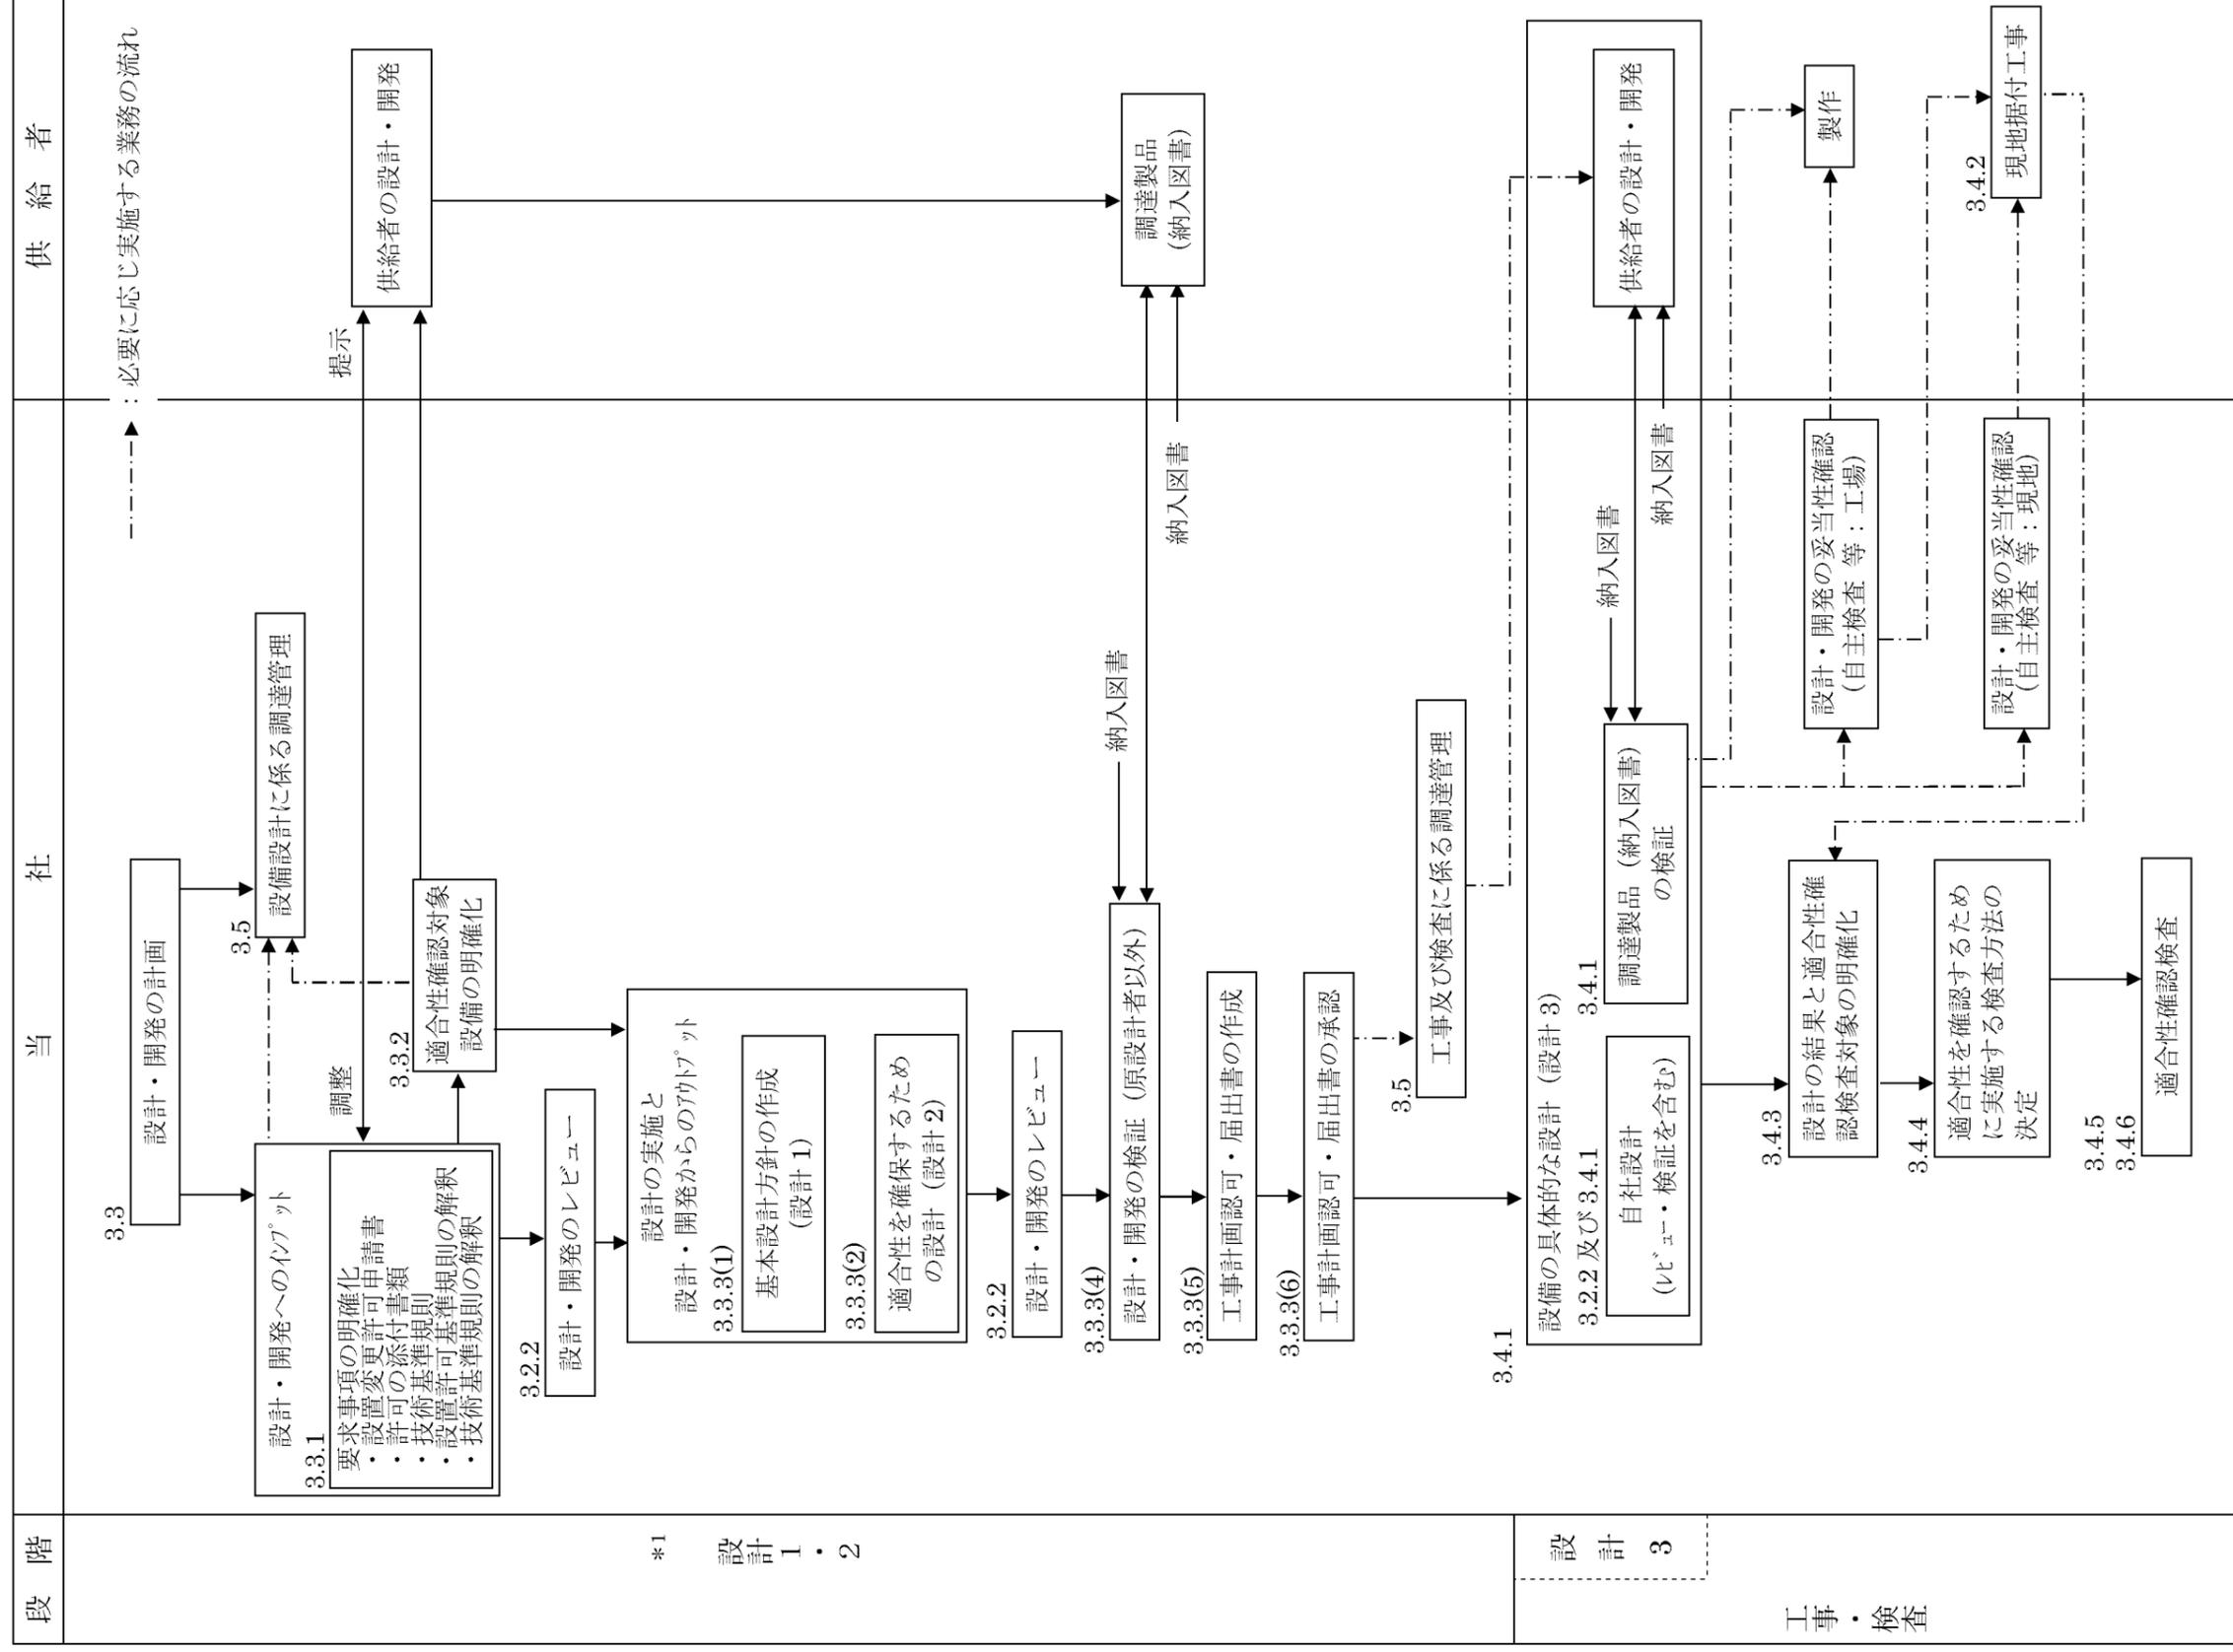 段 階
当 社
供 給 者
: 必要に応じ実施する業務の流れ
3.3.3
設計・開発の計画
3.5
設備設計に係る調達管理
設計・開発へのｲﾝﾌﾟｯﾄ
3.3.1
要求事項の明確化
・設置変更許可申請書
・許可の添付書類
・技術基準規則
・設置許可基準規則の解釈
・技術基準規則の解釈
調整
提示
供給者の設計・開発
3.3.2
適合性確認対象
設備の明確化
3.2.2
設計・開発のレビュー
*1
設計１・２
設計の実施と
設計・開発からのｱｳﾄﾌﾟｯﾄ
3.3.3(1)
基本設計方針の作成
(設計 1)
3.3.3(2)
適合性を確保するため
の設計（設計 2)
3.2.2
設計・開発のレビュー
3.3.3(4)
設計・開発の検証（原設計者以外）
納入図書
調達製品
(納入図書)
納入図書
3.3.3(5)
工事計画認可・届出書の作成
3.3.3(6)
工事計画認可・届出書の承認
3.5
工事及び検査に係る調達管理
設 計 3
工事・検査
3.4.1
設備の具体的な設計（設計 3)
3.2.2 及び 3.4.1
自社設計
(ﾚﾋﾞｭｰ・検証を含む)
3.4.1
調達製品（納入図書）
の検証
納入図書
納入図書
供給者の設計・開発
3.4.3
設計の結果と適合性確
認検査対象の明確化
設計・開発の妥当性確認
(自主検査 等：工場)
製作
3.4.4
適合性を確認するため
に実施する検査方法の
決定
設計・開発の妥当性確認
(自主検査 等：現地)
3.4.2
現地据付工事
3.4.5
3.4.6
適合性確認検査